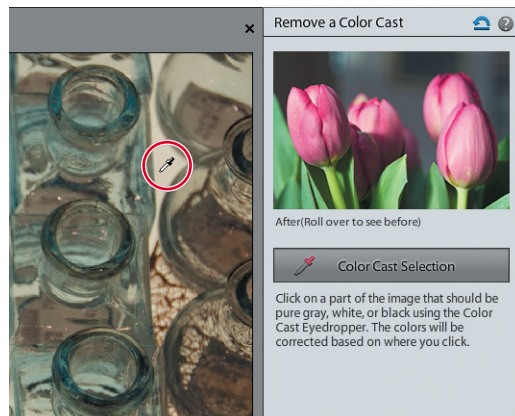 Remove a Color Cast
After(Roll over to see before)
Color Cast Selection
Click on a part of the image that should be
pure gray, white, or black using the Color
Cast Eyedropper. The colors will be
corrected based on where you click.